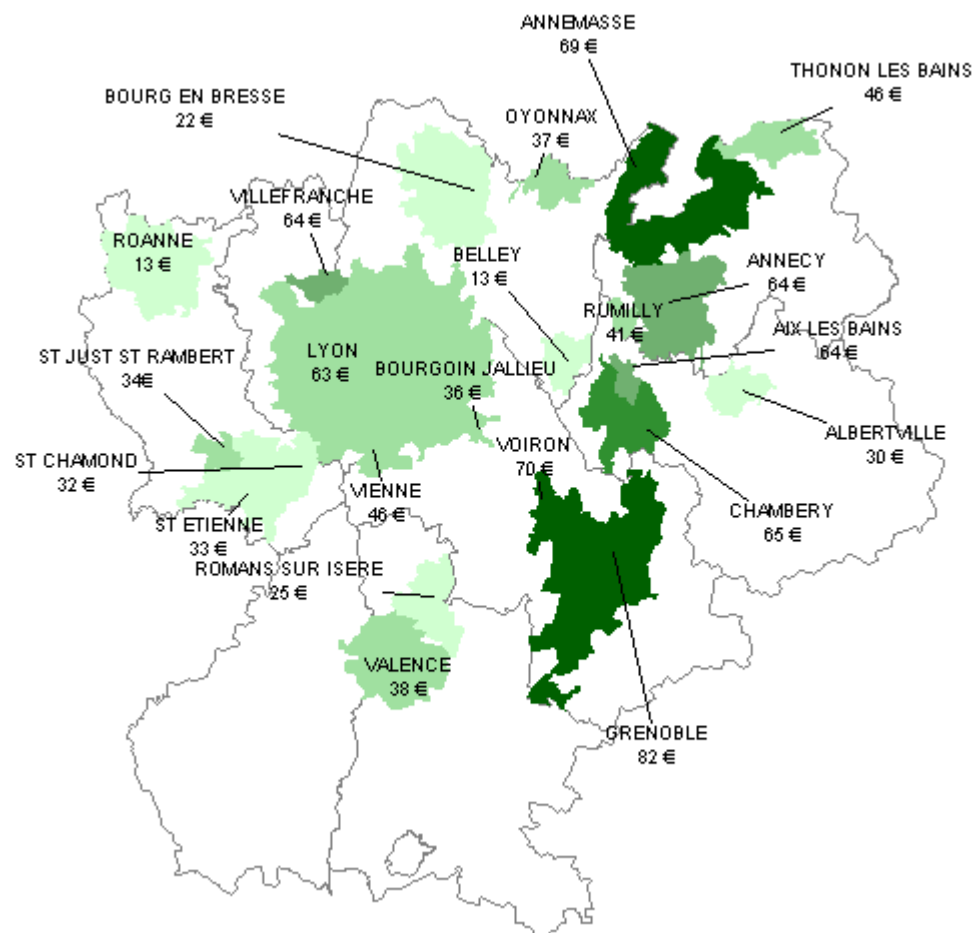 ANNEMASSE
69 €
THONON LES BAINS
46 €
BOURG EN BRESSE
22 €
OYONNAX
37 €
VILLEFRANCHE
64 €
ROANNE
13 €
BELLEY
13 €
ANNECY
64 €
RUMILLY
41 €
AIX LES BAINS
64 €
ST JUST ST RAMBERT
34€
LYON
63 €
BOURGOIN JALLIEU
36 €
ALBERTVILLE
30 €
VOIRON
70 €
ST CHAMOND
32 €
VIENNE
46 €
CHAMBERY
65 €
ST ETIENNE
33 €
ROMANS SUR ISERE
25 €
VALENCE
38 €
GRENOBLE
82 €